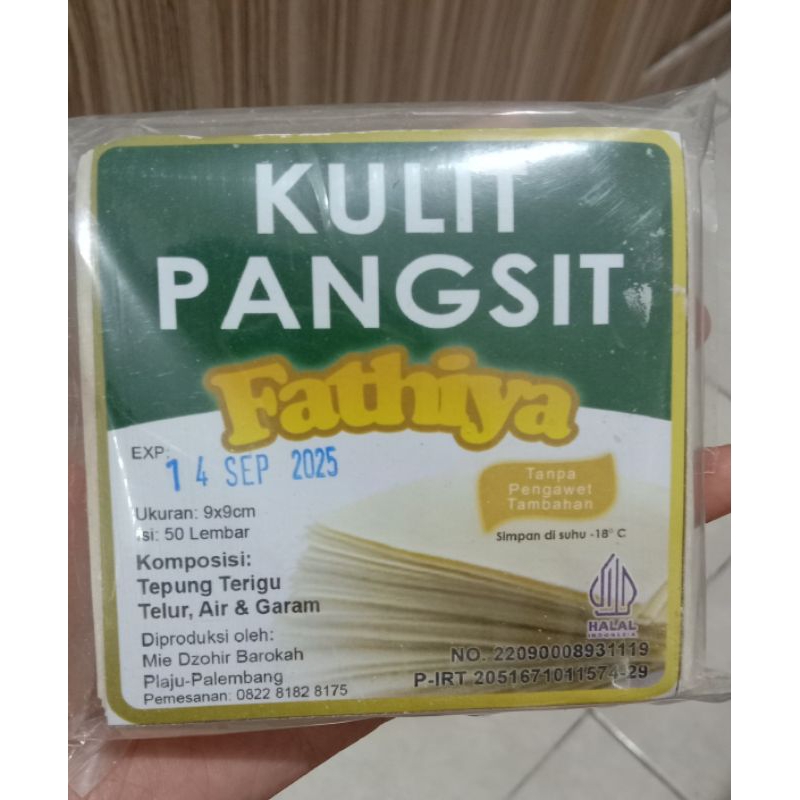 KULIT
PANGSIT
Fathiya
EXP.
14 SEP 2025
Tanpa
Pengawet
Tambahan
Ukuran: 9x9cm
Isi: 50 Lembar
Simpan di suhu -18° C
Komposisi:
Tepung Terigu
Telur, Air & Garam
HALAL
INDONESIA
Diproduksi oleh:
Mie Dzohir Barokah
Plaju-Palembang
Pemesanan: 0822 8182 8175
NO. 22090008931119
P-IRT 2051671011574-29